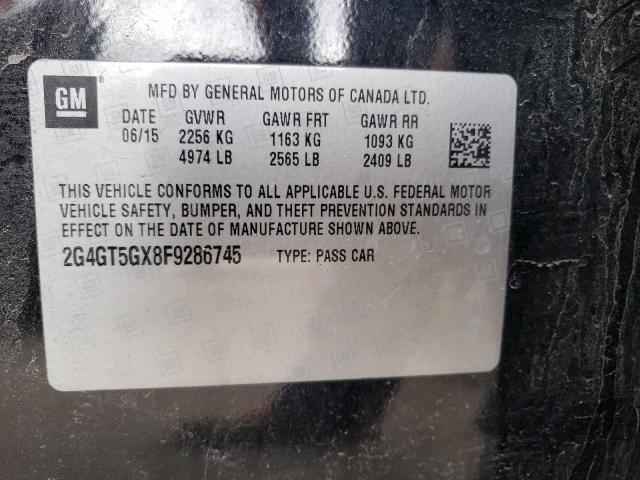 GM®
MFD BY GENERAL MOTORS OF CANADA LTD.
DATE GVWR GAWR FRT GAWR RR
06/15 2256 KG 1163 KG 1093 KG
4974 LB 2565 LB 2409 LB
THIS VEHICLE CONFORMS TO ALL APPLICABLE U.S. FEDERAL MOTOR
VEHICLE SAFETY, BUMPER, AND THEFT PREVENTION STANDARDS IN
EFFECT ON THE DATE OF MANUFACTURE SHOWN ABOVE.
2G4GT5GX8F9286745 TYPE: PASS CAR